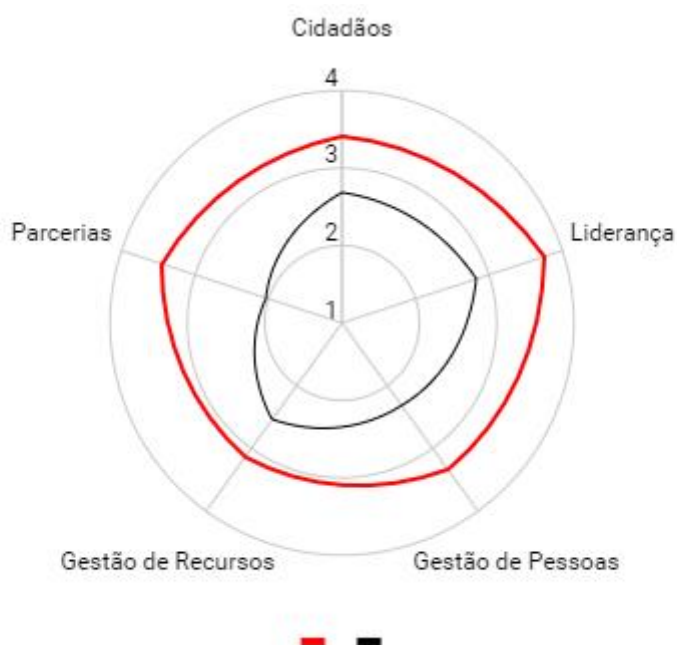 Cidadãos
4
3
Parcerias
Liderança
2
1
Gestão de Recursos
Gestão de Pessoas